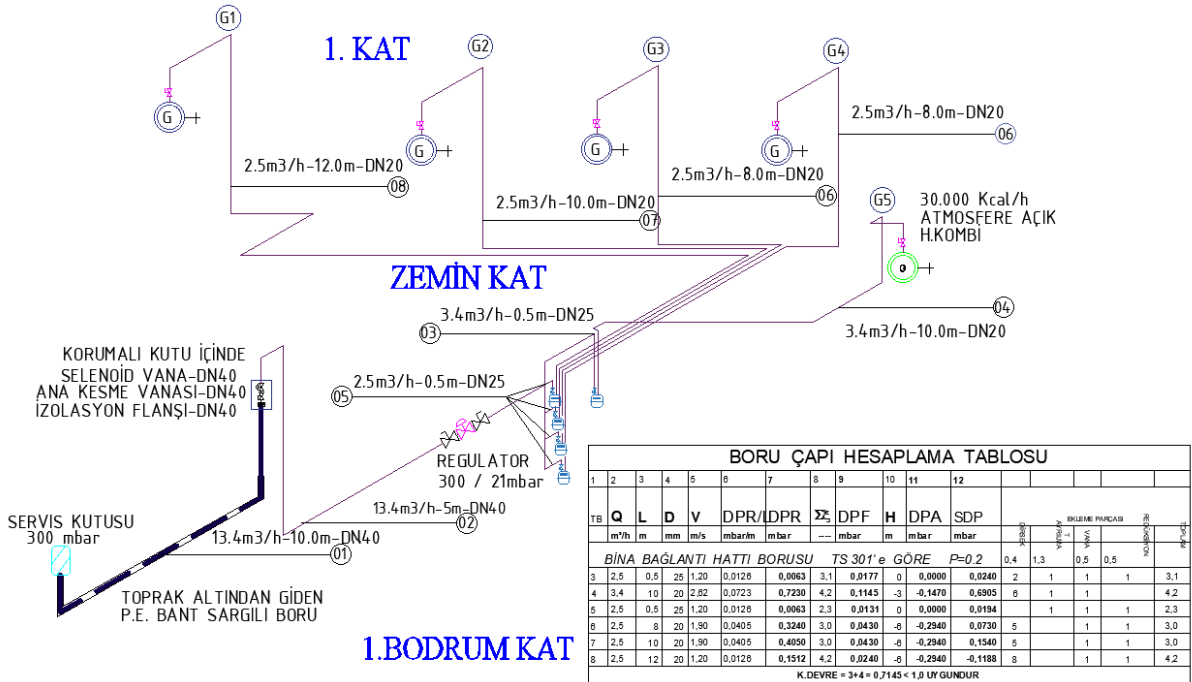 G1
1. KAT
G2
G3
G4
G
G
G
G
2.5m3/h-8.0m-DN20
06
2.5m3/h-12.0m-DN20
08
2.5m3/h-8.0m-DN20
06
2.5m3/h-10.0m-DN20
07
G5
30.000 Kcal/h
ATMOSFERE AÇIK
H.KOMBİ
ZEMİN KAT
3.4m3/h-0.5m-DN25
03
04
3.4m3/h-10.0m-DN20
KORUMALI KUTU İÇİNDE
SELENOİD VANA-DN40
ANA KESME VANASI-DN40
İZOLASYON FLANŞI-DN40
2.5m3/h-0.5m-DN25
05
REGULATOR
300 / 21mbar
13.4m3/h-5m-DN40
02
SERVİS KUTUSU
300 mbar
13.4m3/h-10.0m-DN40
01
TOPRAK ALTINDAN GİDEN
P.E. BANT SARGILI BORU
1.BODRUM KAT
BORU ÇAPI HESAPLAMA TABLOSU
1 2 3 4 5 6 7 8 9 10 11 12
TB Q L D V DPR/L DPR Σξ DPF H DPA SDP DİRSEK AYRILMA T EKLEME PARÇASI VANA REDÜKSİYON TOPLAM
m³/h m mm m/s mbar/m mbar --- mbar m mbar mbar
BİNA BAĞLANTI HATTI BORUSU TS 301' e GÖRE P=0.2 0,4 1,3 0,5 0,5
3 2,5 0,5 25 1,20 0,0126 0,0063 3,1 0,0177 0 0,0000 0,0240 2 1 1 1 3,1
4 3,4 10 20 2,62 0,0723 0,7230 4,2 0,1145 -3 -0,1470 0,6905 6 1 1 4,2
5 2,5 0,5 25 1,20 0,0126 0,0063 2,3 0,0131 0 0,0000 0,0194 1 1 1 2,3
6 2,5 8 20 1,90 0,0405 0,3240 3,0 0,0430 -6 -0,2940 0,0730 5 1 1 3,0
7 2,5 10 20 1,90 0,0405 0,4050 3,0 0,0430 -6 -0,2940 0,1540 5 1 1 3,0
8 2,5 12 20 1,20 0,0126 0,1512 4,2 0,0240 -6 -0,2940 -0,1188 8 1 1 4,2
K.DEVRE = 3+4 = 0,7145 < 1,0 UYGUNDUR